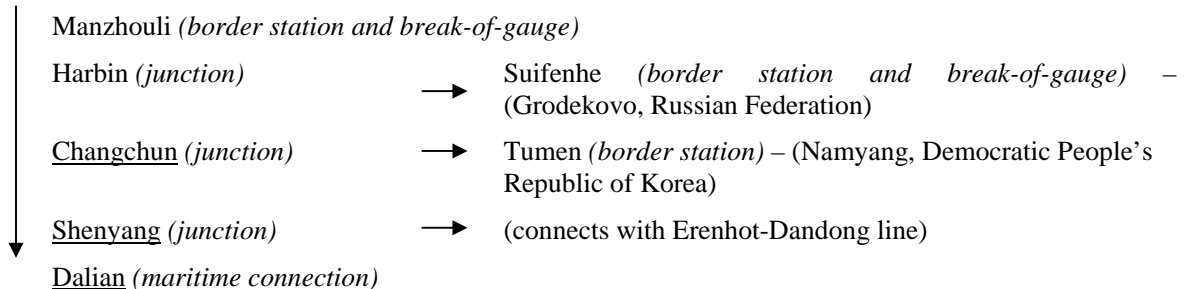 Manzhouli (border station and break-of-gauge)
Harbin (junction)
Suifenhe (border station and break-of-gauge) –
(Grodekovo, Russian Federation)
Changchun (junction)
Tumen (border station) – (Namyang, Democratic People's
Republic of Korea)
Shenyang (junction)
(connects with Erenhot-Dandong line)
Dalian (maritime connection)